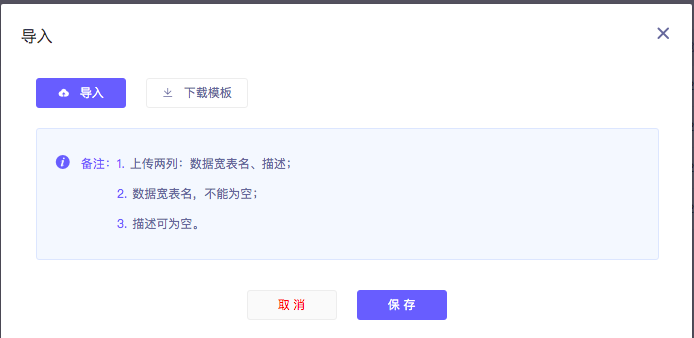 导入
导入 下载模板
备注：1. 上传两列：数据宽表名、描述；
2. 数据宽表名，不能为空；
3. 描述可为空。
取 消 保 存